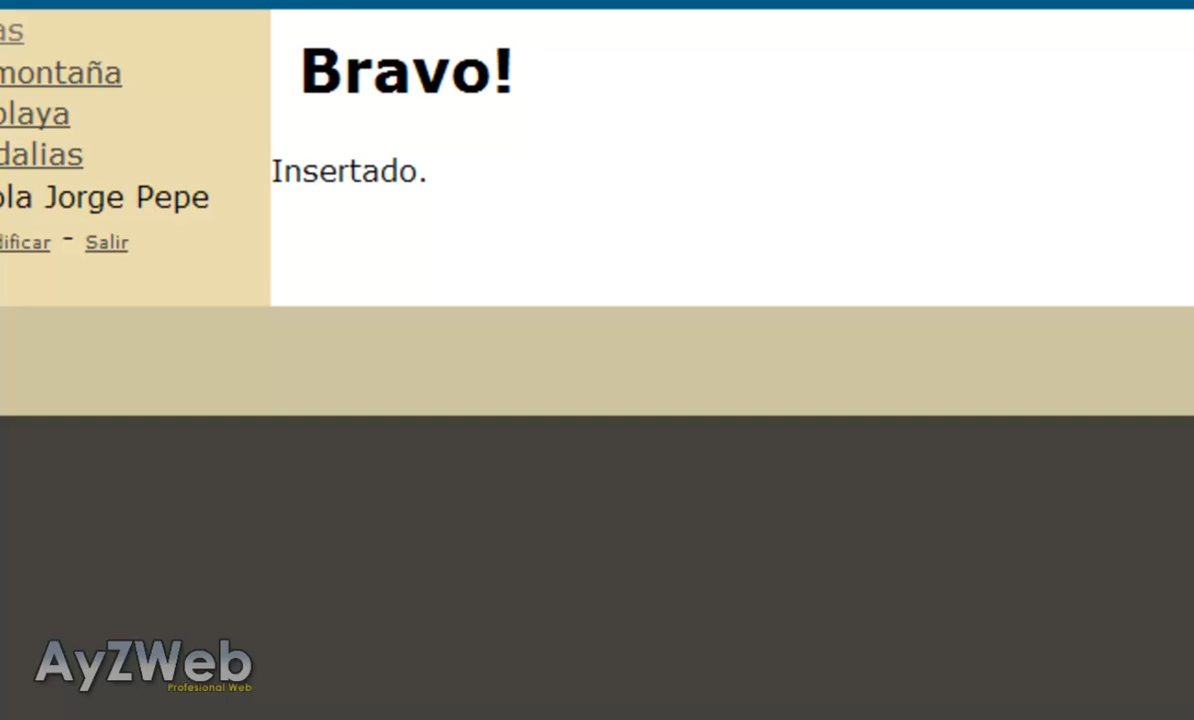 as
montaña
playa
dalias
ola Jorge Pepe
dificar - Salir
Bravo!
Insertado.
AyZWeb
Profesional Web